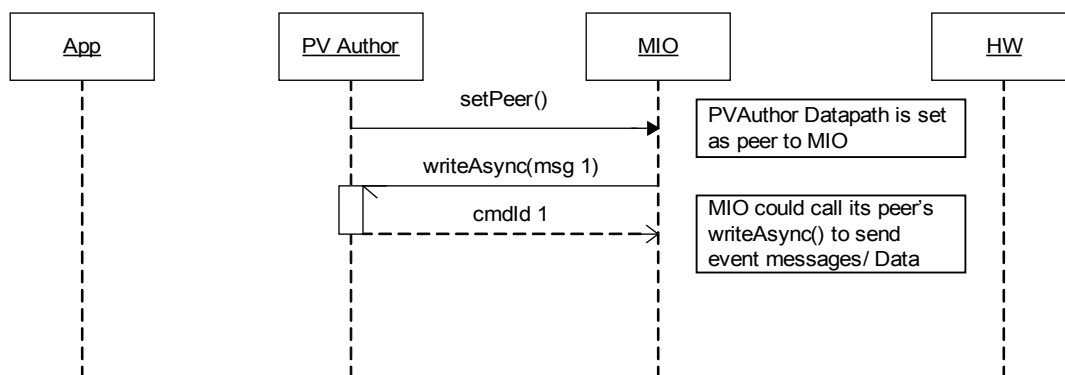 App
PV Author
MIO
HW
setPeer()
PVAuthor Datapath is set
as peer to MIO
writeAsync(msg 1)
cmdId 1
MIO could call its peer's
writeAsync() to send
event messages/ Data